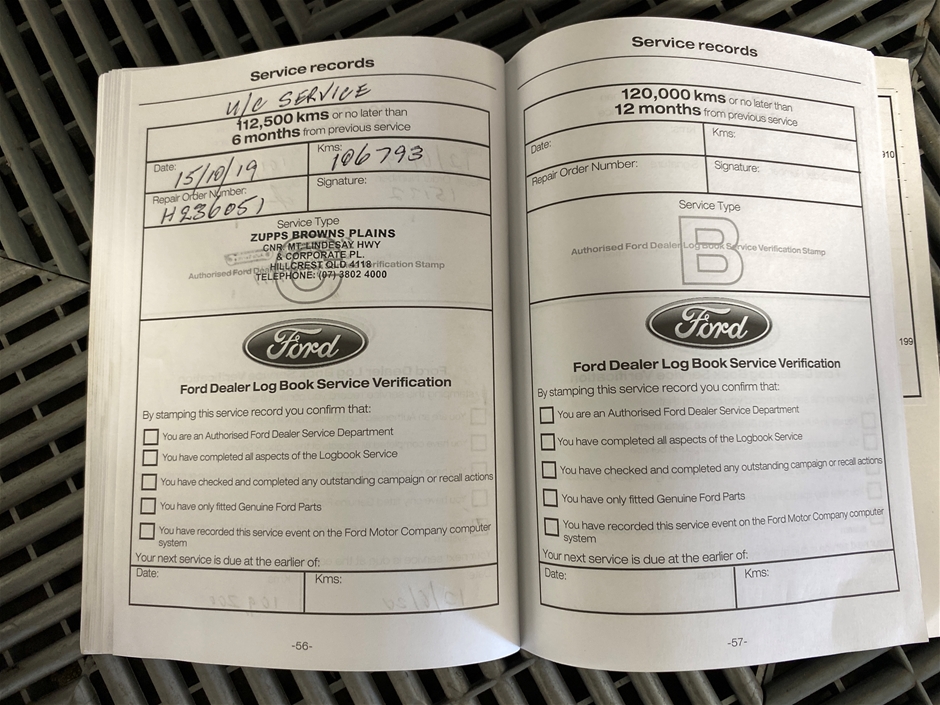 Service records
U/C SERVICE
112,500 kms or no later than
6 months from previous service
Date:
15/10/19
Kms:
106793
Repair Order Number:
H236051
Signature:
Service Type
ZUPPS BROWNS PLAINS
CNR MT LINDESAY HWY
& CORPORATE PL.
HILLCREST QLD 4118
Authorised Ford Dealer Log Book Service Verification Stamp
TELEPHONE: (07) 3802 4000
Ford
Ford Dealer Log Book Service Verification
By stamping this service record you confirm that:
You are an Authorised Ford Dealer Service Department
You have completed all aspects of the Logbook Service
You have checked and completed any outstanding campaign or recall actions
You have only fitted Genuine Ford Parts
You have recorded this service event on the Ford Motor Company computer
system
Your next service is due at the earlier of:
Date:
Kms:
-56-
Service records
120,000 kms or no later than
12 months from previous service
Date:
Kms:
Repair Order Number:
Signature:
Service Type
B
Authorised Ford Dealer Log Book Service Verification Stamp
Ford
Ford Dealer Log Book Service Verification
By stamping this service record you confirm that:
You are an Authorised Ford Dealer Service Department
You have completed all aspects of the Logbook Service
You have checked and completed any outstanding campaign or recall actions
You have only fitted Genuine Ford Parts
You have recorded this service event on the Ford Motor Company computer
system
Your next service is due at the earlier of:
Date:
Kms:
-57-
910
199